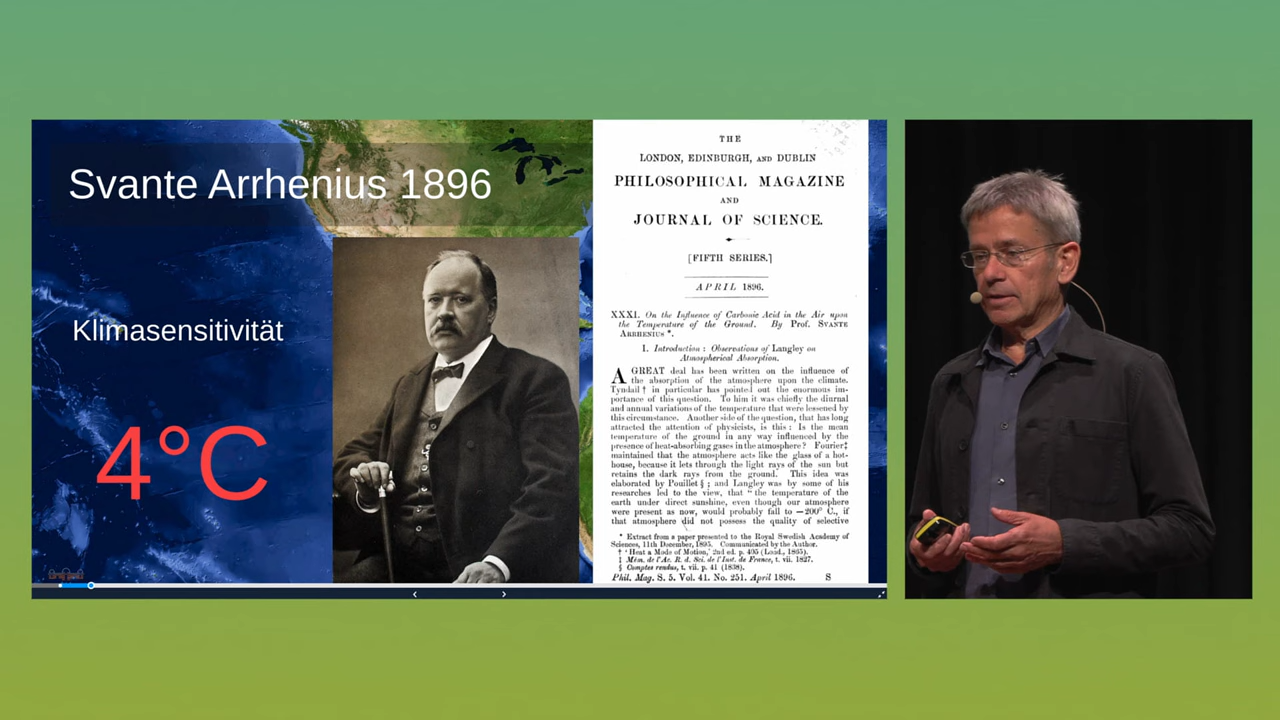 Svante Arrhenius 1896
Klimasensitivität
4°C
THE
LONDON, EDINBURGH, AND DUBLIN
PHILOSOPHICAL MAGAZINE
AND
JOURNAL OF SCIENCE.
[FIFTH SERIES.]
APRIL 1896.
XXXI. On the Influence of Carbonic Acid in the Air upon
the Temperature of the Ground. By Prof. SVANTE
ARRHENIUS *.
I. Introduction : Observations of Langley on
Atmospherical Absorption.
A GREAT deal has been written on the influence of
the absorption of the atmosphere upon the climate.
Tyndall † in particular has pointed out the enormous im-
portance of this question. To him it was chiefly the diurnal
and annual variations of the temperature that were lessened by
this circumstance. Another side of the question, that has long
attracted the attention of physicists, is this : Is the mean
temperature of the ground in any way influenced by the
presence of heat-absorbing gases in the atmosphere? Fourier‡
maintained that the atmosphere acts like the glass of a hot-
house, because it lets through the light rays of the sun but
retains the dark rays from the ground. This idea was
elaborated by Pouillet § ; and Langley was by some of his
researches led to the view, that "the temperature of the
earth under direct sunshine, even though our atmosphere
were present as now, would probably fall to −200° C., if
that atmosphere did not possess the quality of selective
* Extract from a paper presented to the Royal Swedish Academy of
Sciences, 11th December, 1895. Communicated by the Author.
† ' Heat a Mode of Motion,' 2nd ed. p. 405 (Lond., 1865).
‡ Mém. de l'Ac. R. d. Sci. de l'Inst. de France, t. vii. 1827.
§ Comptes rendus, t. vii. p. 41 (1838).
Phil. Mag. S. 5. Vol. 41. No. 251. April 1896. S